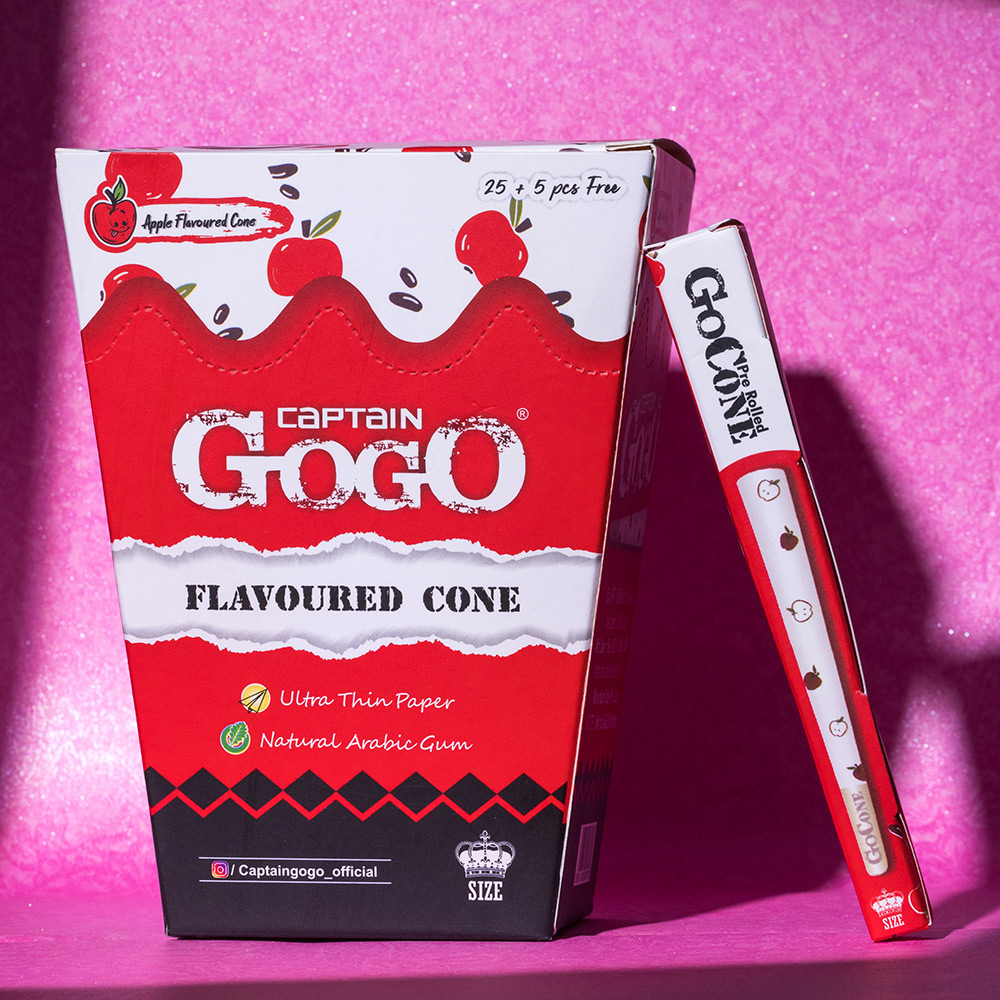 25 + 5 pcs Free
Apple Flavoured Cone
CAPTAIN
GOGO®
FLAVOURED CONE
Ultra Thin Paper
Natural Arabic Gum
/ Captaingogo_official
SIZE
GOCONE
Pre Rolled
GOCONE
SIZE